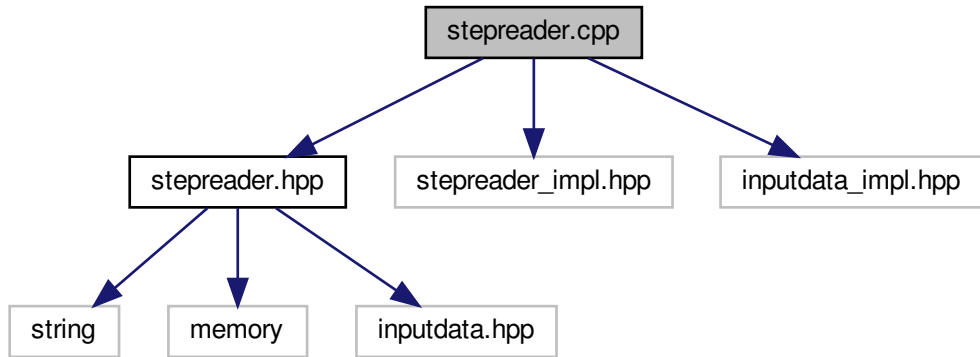 stepreader.cpp
stepreader.hpp
stepreader_impl.hpp
inputdata_impl.hpp
string
memory
inputdata.hpp